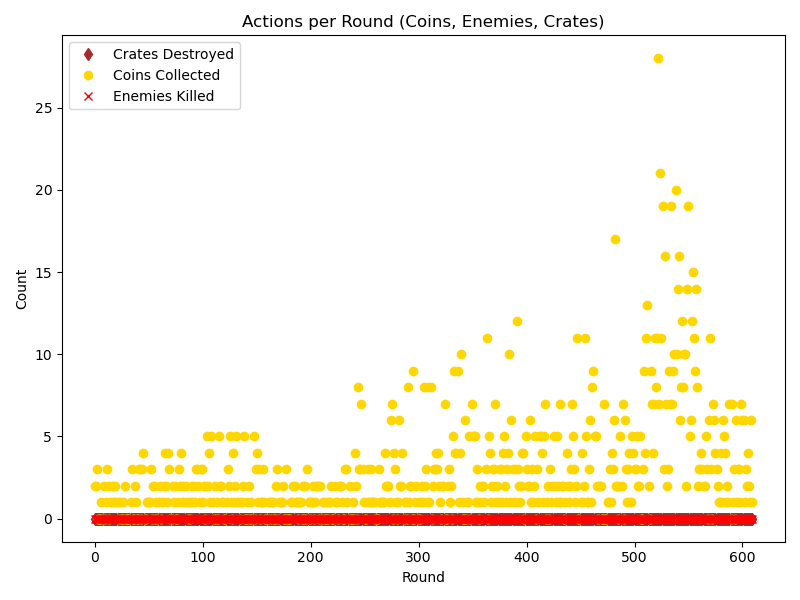 Actions per Round (Coins, Enemies, Crates)
Crates Destroyed
Coins Collected
Enemies Killed
Count
25
20
15
10
5
0
0 100 200 300 400 500 600
Round